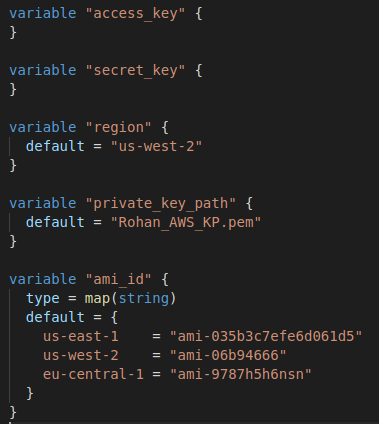 variable "access_key" {
}
variable "secret_key" {
}
variable "region" {
default = "us-west-2"
}
variable "private_key_path" {
default = "Rohan_AWS_KP.pem"
}
variable "ami_id" {
type = map(string)
default = {
us-east-1 = "ami-035b3c7efe6d061d5"
us-west-2 = "ami-06b94666"
eu-central-1 = "ami-9787h5h6nsn"
}
}